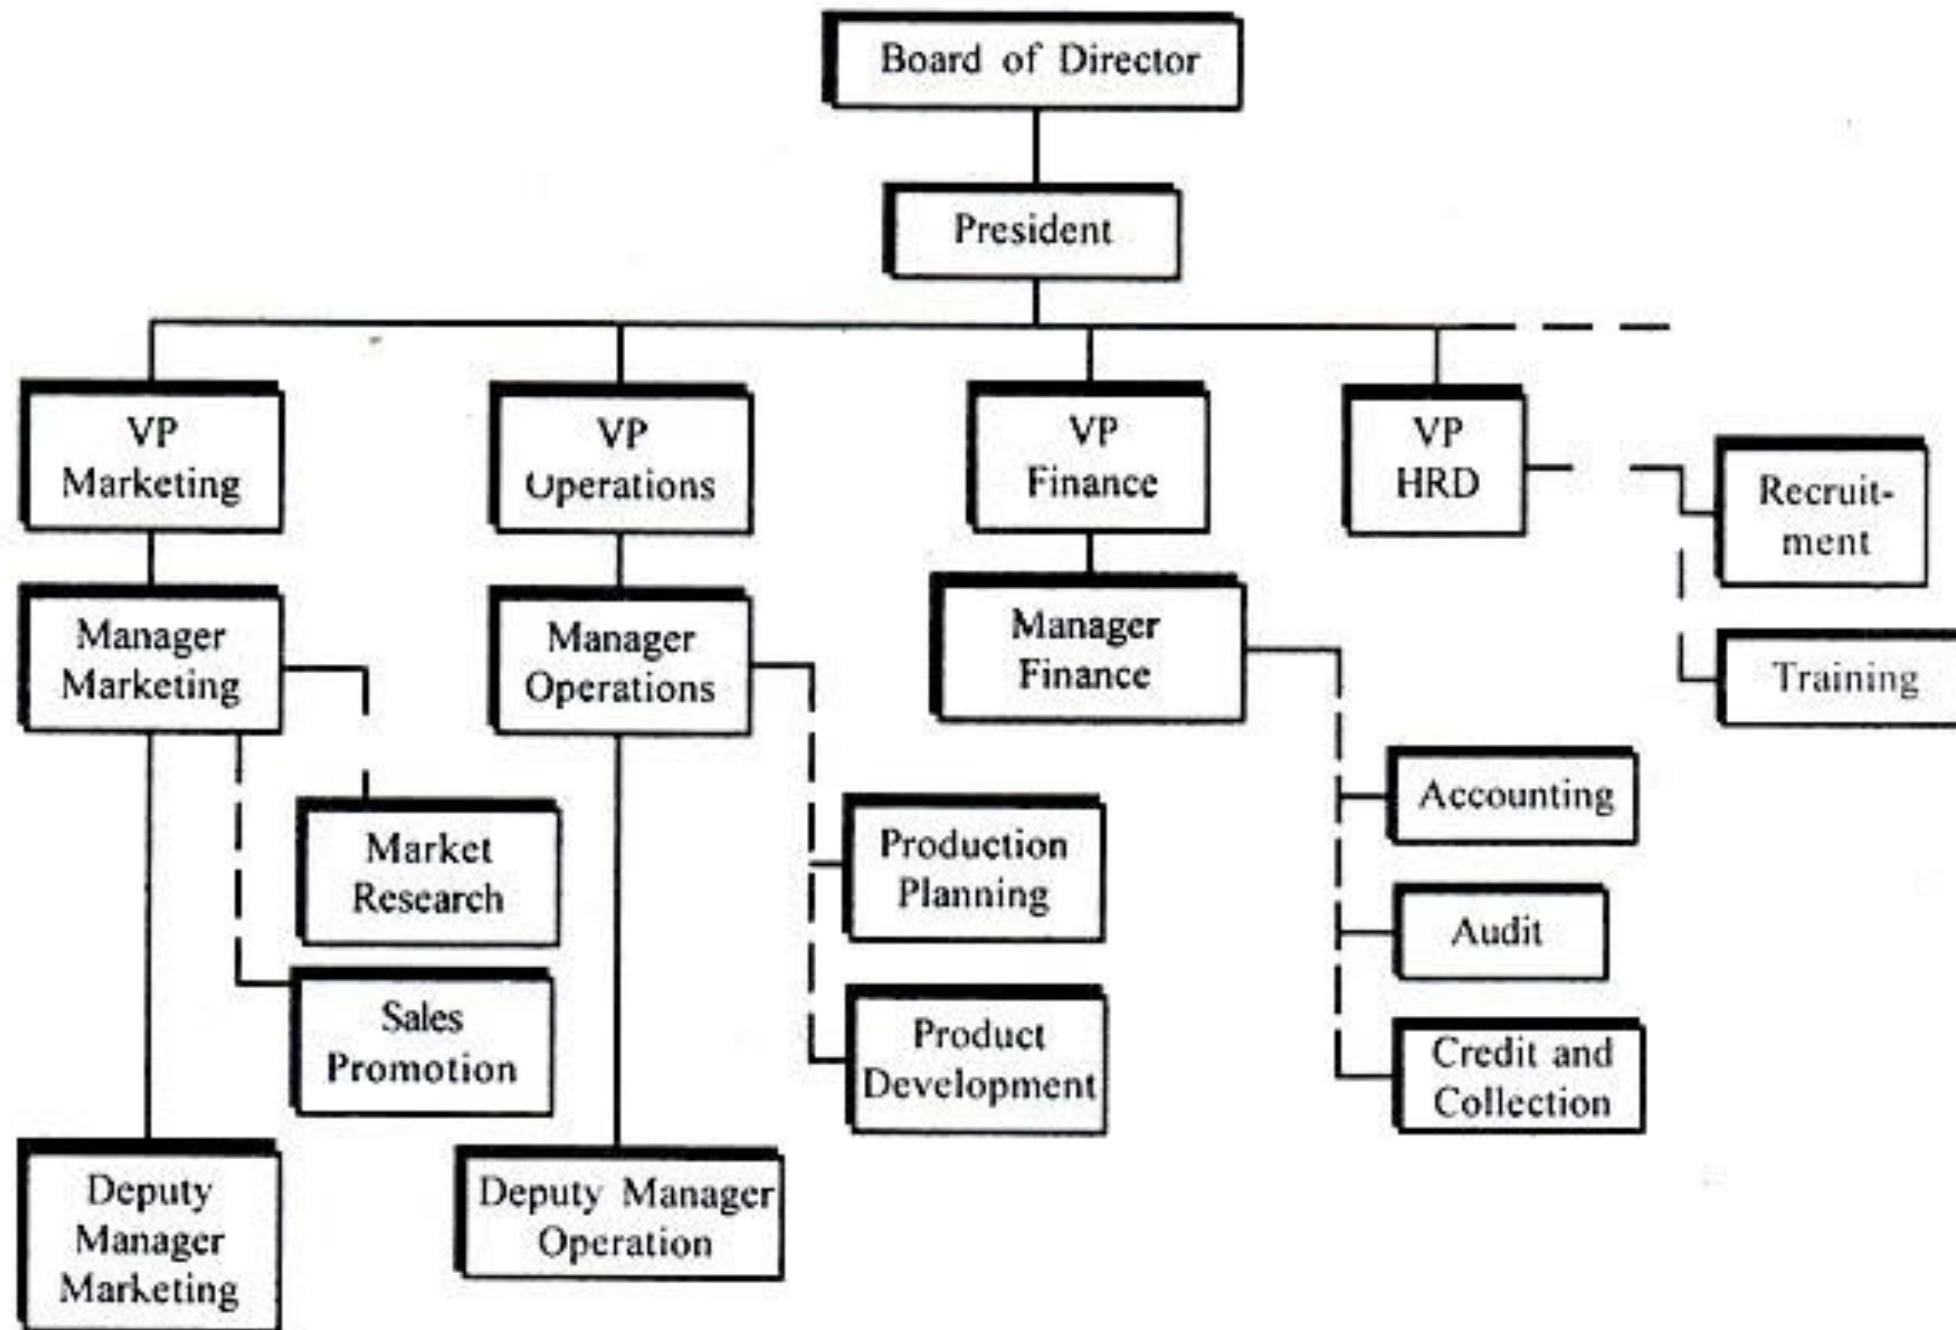 Board of Director
President
VP
Marketing
VP
Operations
VP
Finance
VP
HRD
Recruit-
ment
Training
Manager
Marketing
Manager
Operations
Manager
Finance
Market
Research
Sales
Promotion
Production
Planning
Product
Development
Accounting
Audit
Credit and
Collection
Deputy
Manager
Marketing
Deputy Manager
Operation